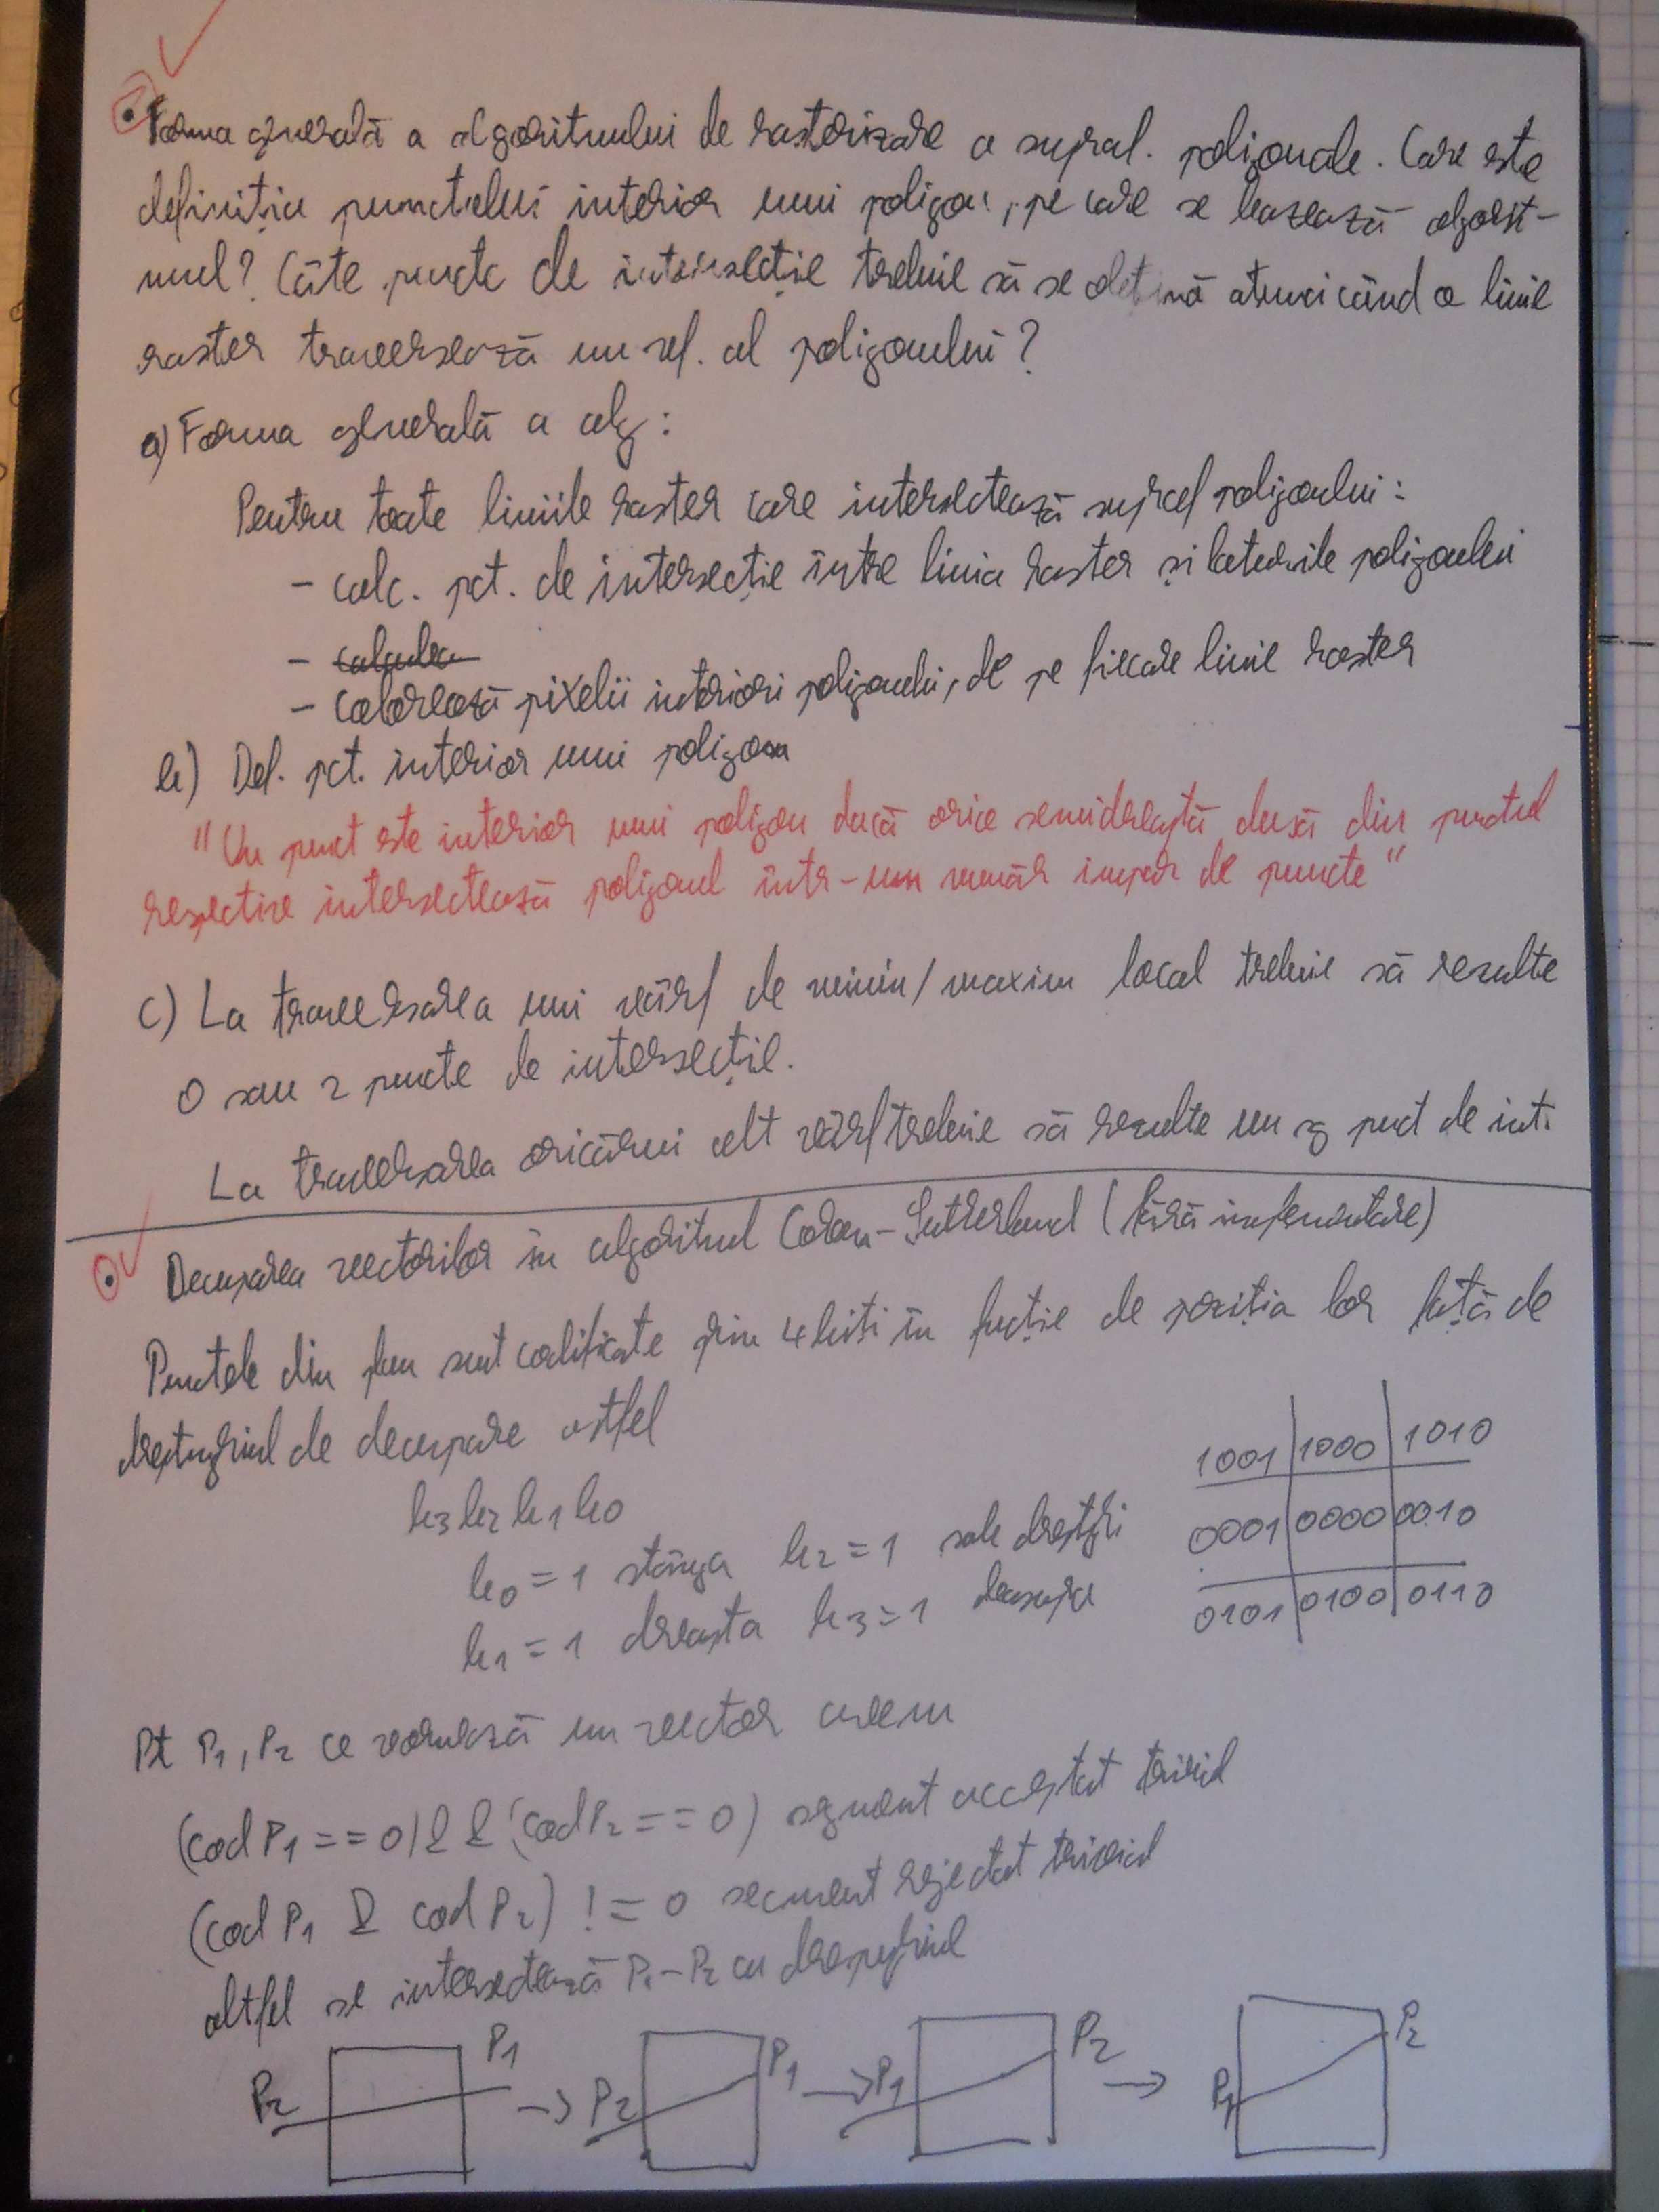 • Forma generală a algoritmului de rasterizare a supraf. poligonale. Care este
definiția punctului interior unui poligon, pe care se bazează algorit-
mul? Câte puncte de intersecție trebuie să se obțină atunci când o linie
raster traversează un vf. al poligonului?
a) Forma generală a alg:
Pentru toate liniile raster care intersectează supraf poligonului:
- calc. pct. de intersecție între linia raster și laturile poligonului
- calculea
- colorează pixelii interiori poligonului, de pe fiecare linie raster
b) Def. pct. interior unui poligon
"Un punct este interior unui poligon dacă orice semidreaptă dusă din punctul
respectiv intersectează poligonul într-un număr impar de puncte"
c) La traversarea unui vârf de minim/maxim local trebuie să rezulte
0 sau 2 puncte de intersecție.
La traversarea oricărui alt vârf trebuie să rezulte un sg punct de int.
• Decuparea vectorilor în algoritmul Cohen-Sutherland (fără implementare)
Punctele din plan sunt codificate prin 4 biți în funcție de poziția lor față de
dreptunghiul de decupare astfel
b3 b2 b1 b0
b0 = 1 stânga b2 = 1 sub
b1 = 1 dreapta b3 = 1 deasupra
1001 1000 1010
0001 0000 0010
0101 0100 0110
Pt P1, P2 ce un vector avem
(cod P1 == 0) && (cod P2 == 0) segment acceptat trivial
(cod P1 & cod P2) != 0 secment rejectat trivial
altfel se intersectează P1-P2 cu
P2 P1 → P2 P1 → P1 P2 → P1 P2